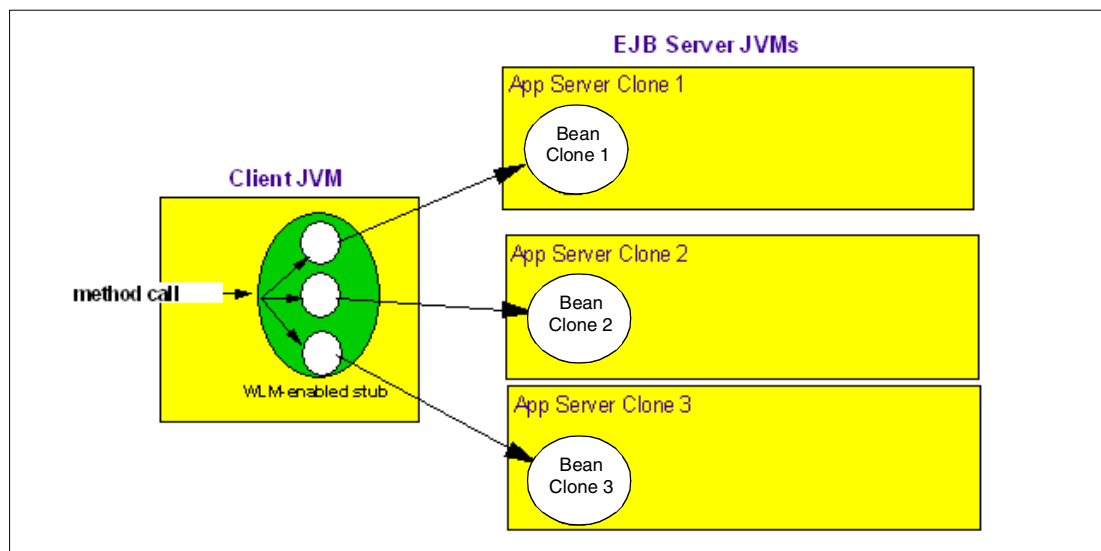 EJB Server JVMs
App Server Clone 1
Bean
Clone 1
Client JVM
method call
WLM-enabled stub
App Server Clone 2
Bean
Clone 2
App Server Clone 3
Bean
Clone 3